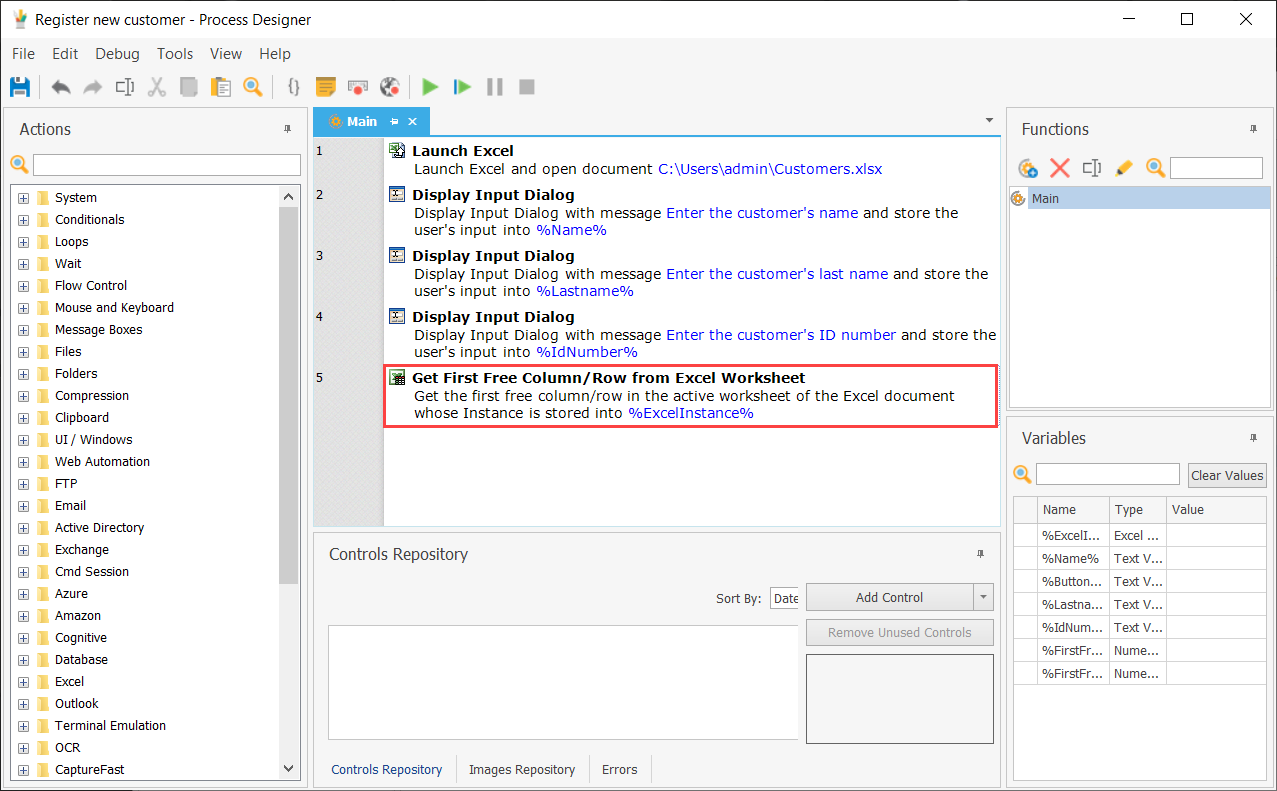 Register new customer - Process Designer
File Edit Debug Tools View Help
Actions
System
Conditionals
Loops
Wait
Flow Control
Mouse and Keyboard
Message Boxes
Files
Folders
Compression
Clipboard
UI / Windows
Web Automation
FTP
Email
Active Directory
Exchange
Cmd Session
Azure
Amazon
Cognitive
Database
Excel
Outlook
Terminal Emulation
OCR
CaptureFast
Main
1 Launch Excel
Launch Excel and open document C:\Users\admin\Customers.xlsx
2 Display Input Dialog
Display Input Dialog with message Enter the customer's name and store the
user's input into %Name%
3 Display Input Dialog
Display Input Dialog with message Enter the customer's last name and store the
user's input into %Lastname%
4 Display Input Dialog
Display Input Dialog with message Enter the customer's ID number and store the
user's input into %IdNumber%
5 Get First Free Column/Row from Excel Worksheet
Get the first free column/row in the active worksheet of the Excel document
whose Instance is stored into %ExcelInstance%
Controls Repository
Sort By: Date
Add Control
Remove Unused Controls
Controls Repository Images Repository Errors
Functions
Main
Variables
Clear Values
Name Type Value
%ExcelI... Excel ...
%Name% Text V...
%Button... Text V...
%Lastna... Text V...
%IdNum... Text V...
%FirstFr... Nume...
%FirstFr... Nume...